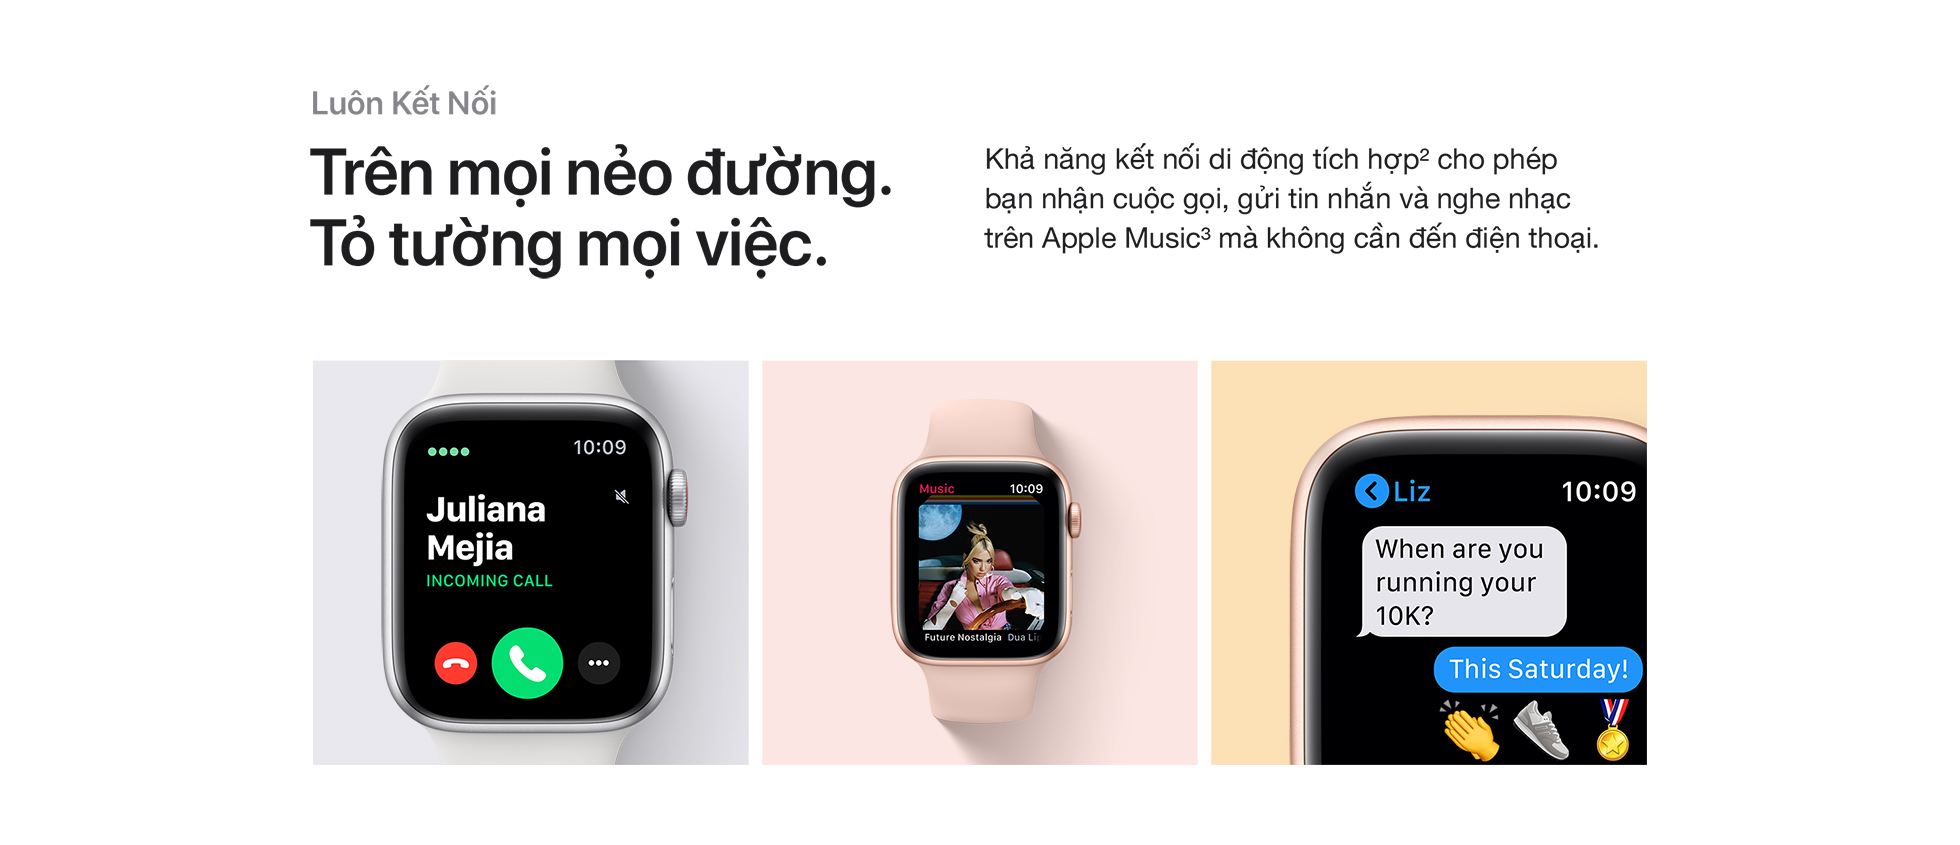 Luôn Kết Nối
Trên mọi nẻo đường.
Tỏ tường mọi việc.
Khả năng kết nối di động tích hợp² cho phép
bạn nhận cuộc gọi, gửi tin nhắn và nghe nhạc
trên Apple Music³ mà không cần đến điện thoại.
10:09
Juliana
Mejia
INCOMING CALL
Music 10:09
Future Nostalgia Dua Lip
Liz 10:09
When are you
running your
10K?
This Saturday!